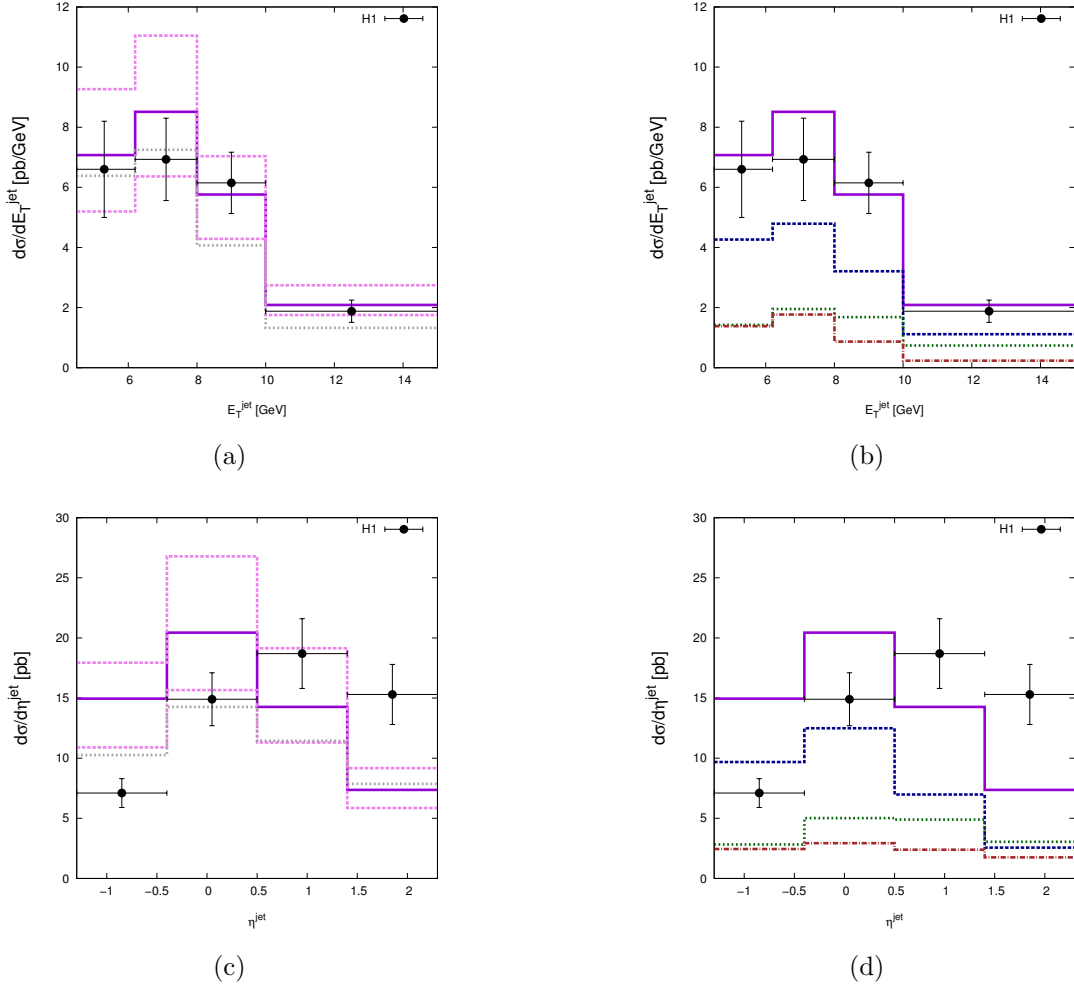 H1
12
10
8
6
4
2
0
dσ/dE_T^jet [pb/GeV]
6 8 10 12 14
E_T^jet [GeV]
(a)
H1
12
10
8
6
4
2
0
dσ/dE_T^jet [pb/GeV]
6 8 10 12 14
E_T^jet [GeV]
(b)
H1
30
25
20
15
10
5
0
dσ/dη^jet [pb]
−1 −0.5 0 0.5 1 1.5 2
η^jet
(c)
H1
30
25
20
15
10
5
0
dσ/dη^jet [pb]
−1 −0.5 0 0.5 1 1.5 2
η^jet
(d)